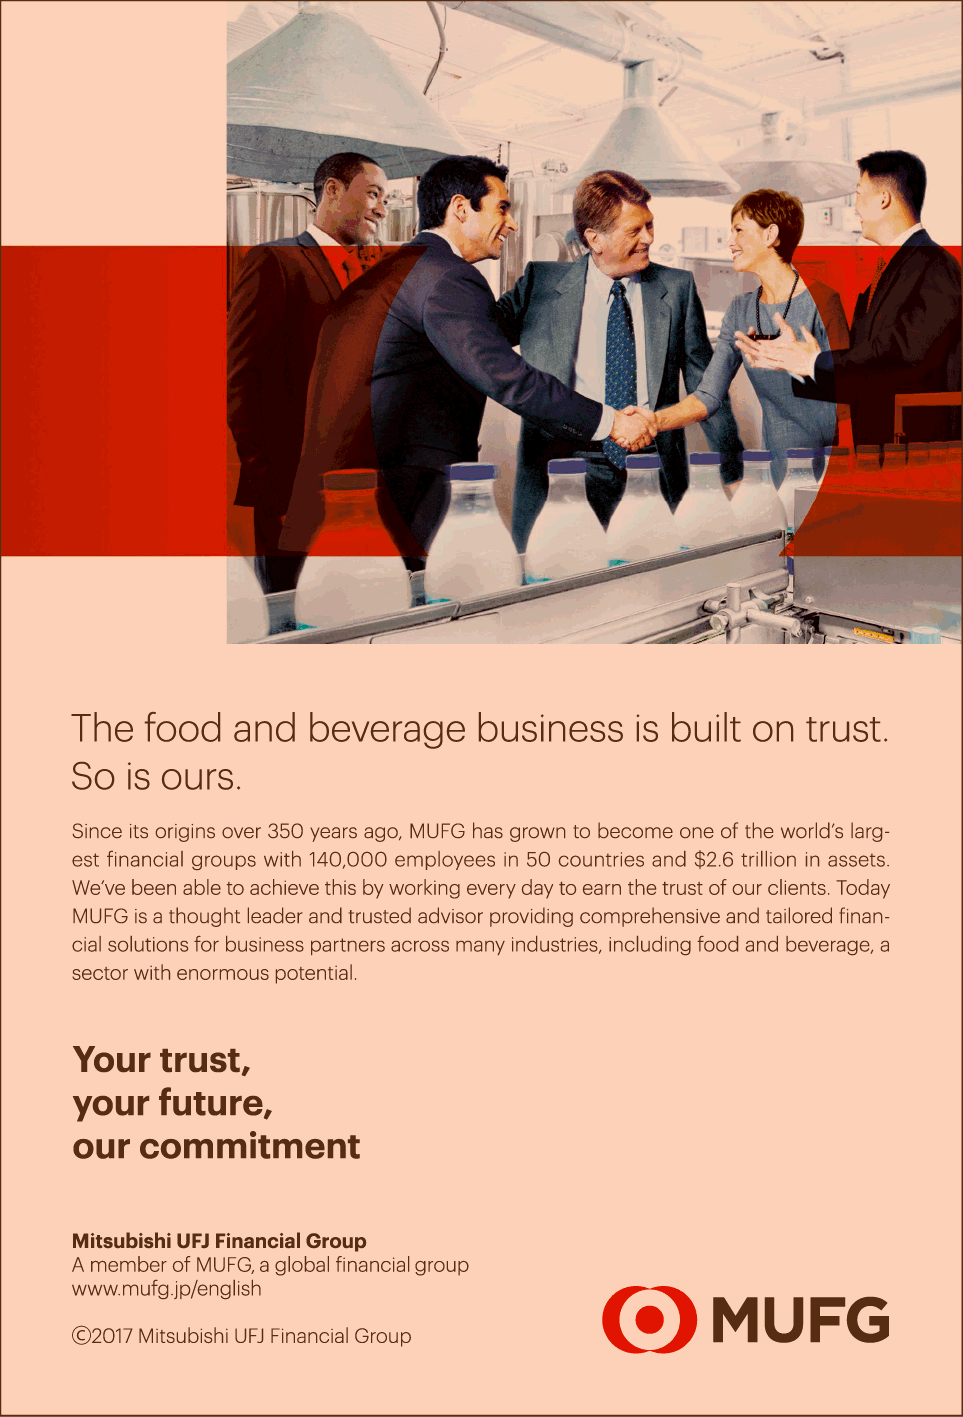 The food and beverage business is built on trust.
So is ours.
Since its origins over 350 years ago, MUFG has grown to become one of the world’s larg-
est financial groups with 140,000 employees in 50 countries and $2.6 trillion in assets.
We’ve been able to achieve this by working every day to earn the trust of our clients. Today
MUFG is a thought leader and trusted advisor providing comprehensive and tailored finan-
cial solutions for business partners across many industries, including food and beverage, a
sector with enormous potential.
Your trust,
your future,
our commitment
Mitsubishi UFJ Financial Group
A member of MUFG, a global financial group
www.mufg.jp/english
©2017 Mitsubishi UFJ Financial Group
MUFG